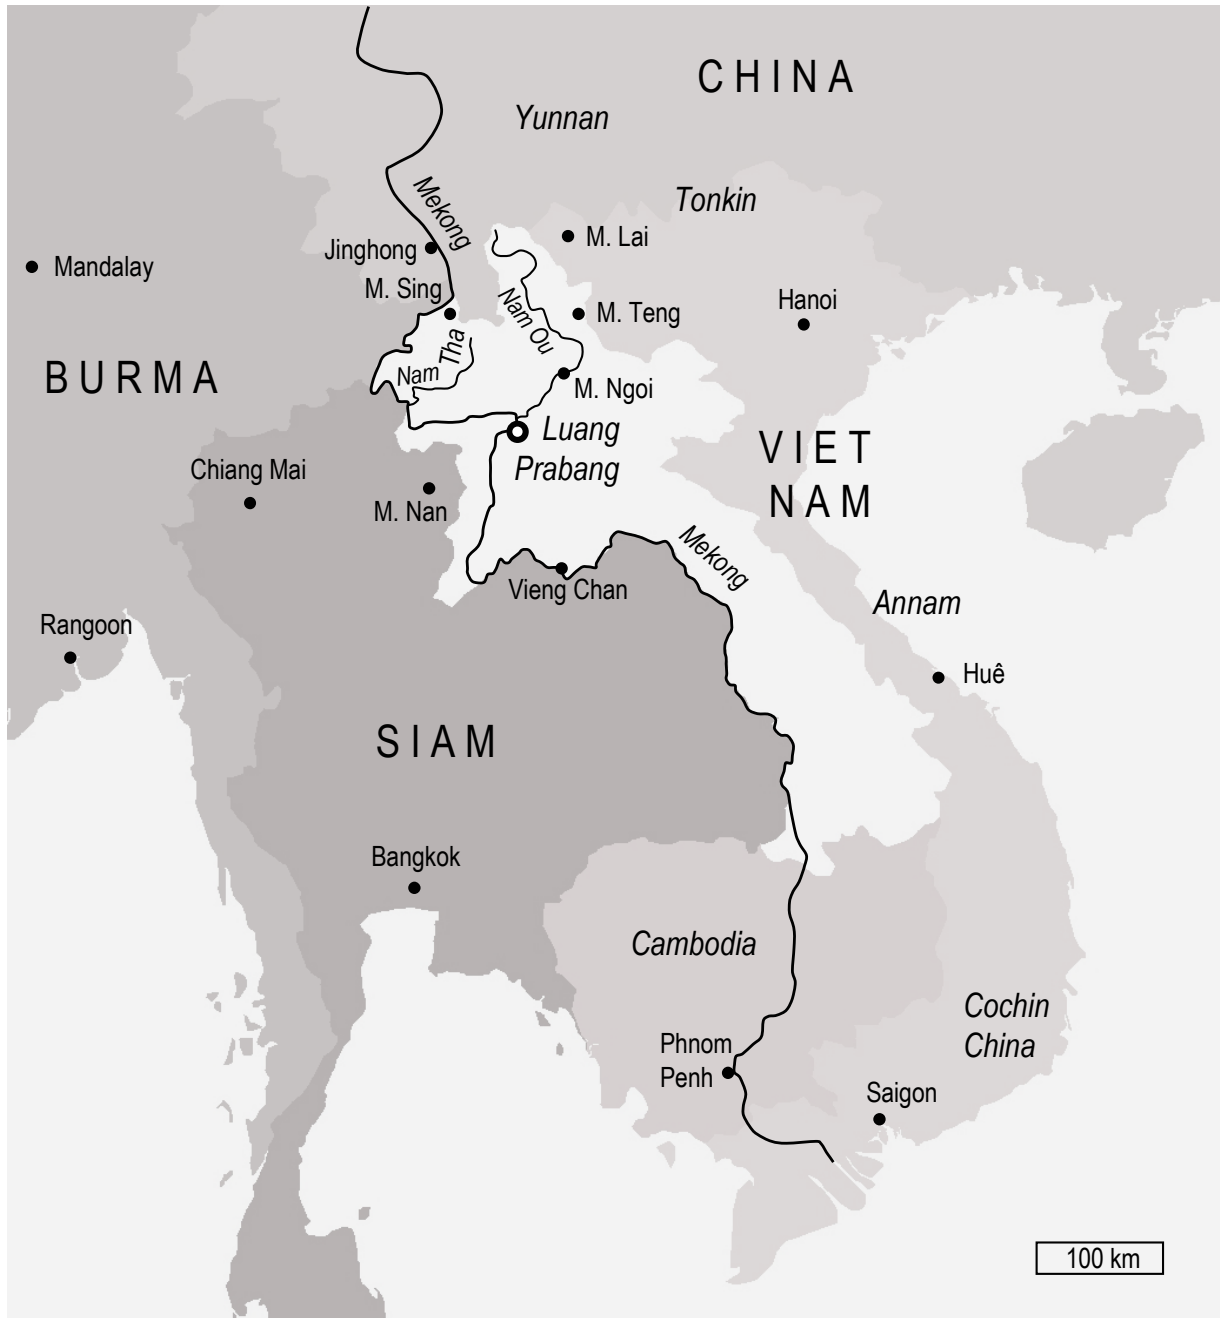 CHINA
Yunnan
Tonkin
Mekong
M. Lai
Jinghong
Mandalay
M. Sing
Nam Ou
Hanoi
M. Teng
Nam Tha
BURMA
M. Ngoi
Luang
Prabang
VIET
NAM
Chiang Mai
M. Nan
Mekong
Vieng Chan
Annam
Rangoon
Huê
SIAM
Bangkok
Cambodia
Cochin
China
Phnom
Penh
Saigon
100 km